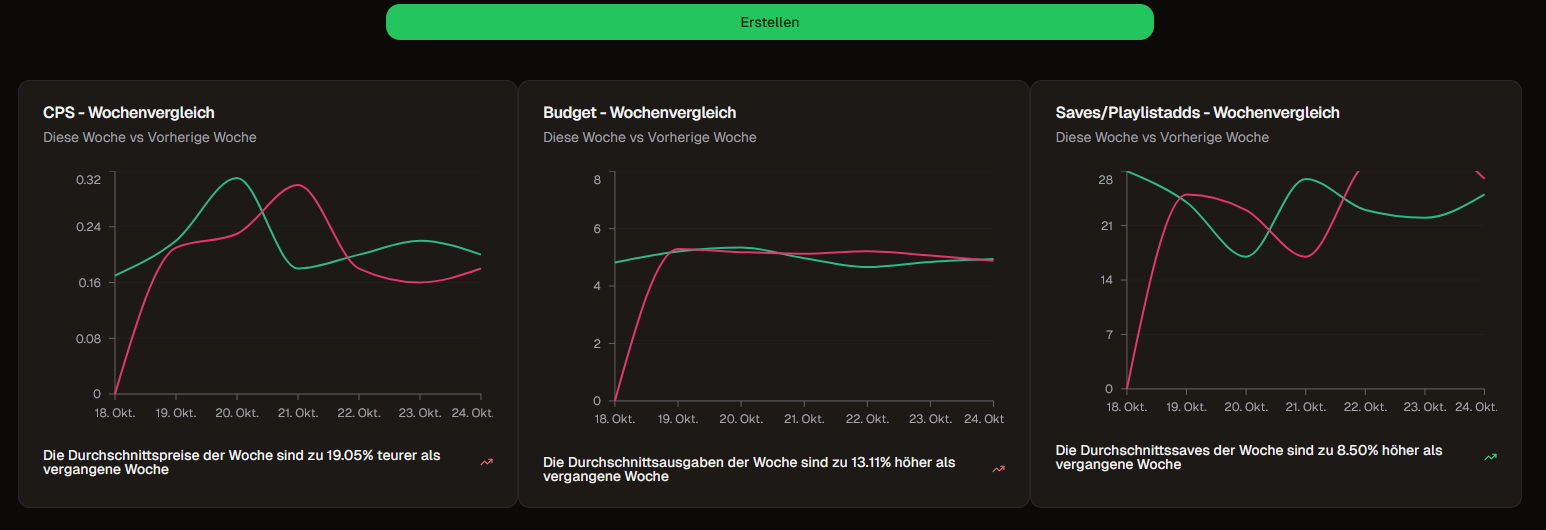 Erstellen
CPS - Wochenvergleich
Diese Woche vs Vorherige Woche
0.32
0.24
0.16
0.08
0
18. Okt. 19. Okt. 20. Okt. 21. Okt. 22. Okt. 23. Okt. 24. Okt.
Die Durchschnittspreise der Woche sind zu 19.05% teurer als
vergangene Woche
Budget - Wochenvergleich
Diese Woche vs Vorherige Woche
8
6
4
2
0
18. Okt. 19. Okt. 20. Okt. 21. Okt. 22. Okt. 23. Okt. 24. Okt
Die Durchschnittsausgaben der Woche sind zu 13.11% höher als
vergangene Woche
Saves/Playlistadds - Wochenvergleich
Diese Woche vs Vorherige Woche
28
21
14
7
0
18. Okt. 19. Okt. 20. Okt. 21. Okt. 22. Okt. 23. Okt. 24. Okt.
Die Durchschnittssaves der Woche sind zu 8.50% höher als
vergangene Woche